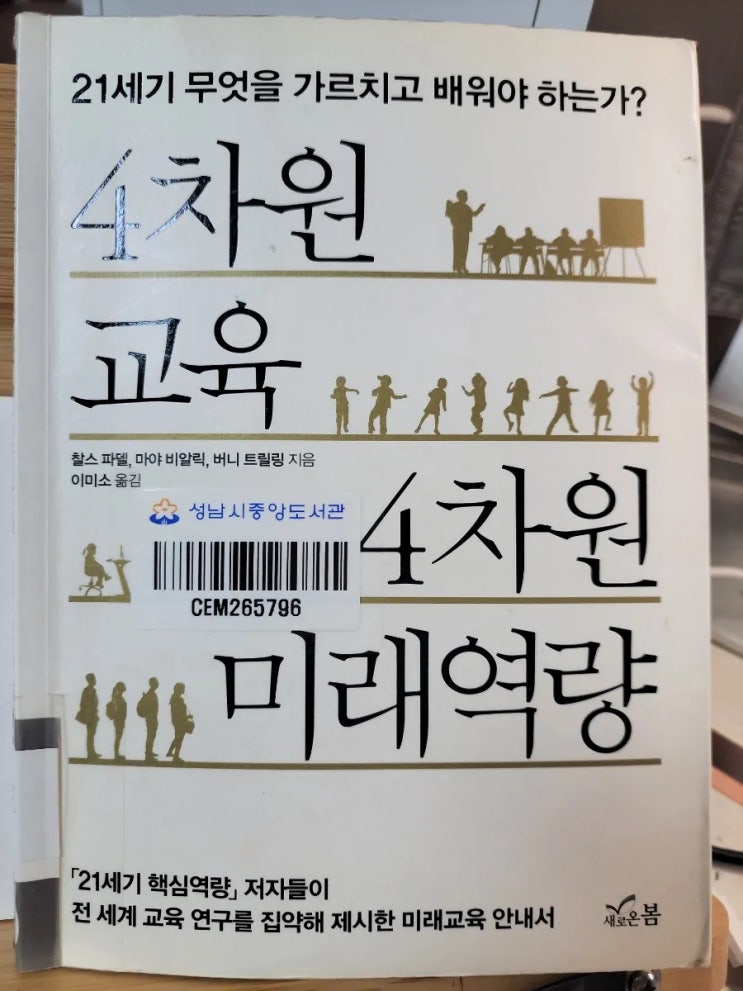 21세기 무엇을 가르치고 배워야 하는가?
4차원
교육
찰스 파델, 마야 비알릭, 버니 트릴링 지음
이미소 옮김
성남시중앙도서관
CEM265796
4차원
미래역량
「21세기 핵심역량」 저자들이
전 세계 교육 연구를 집약해 제시한 미래교육 안내서
새로온봄